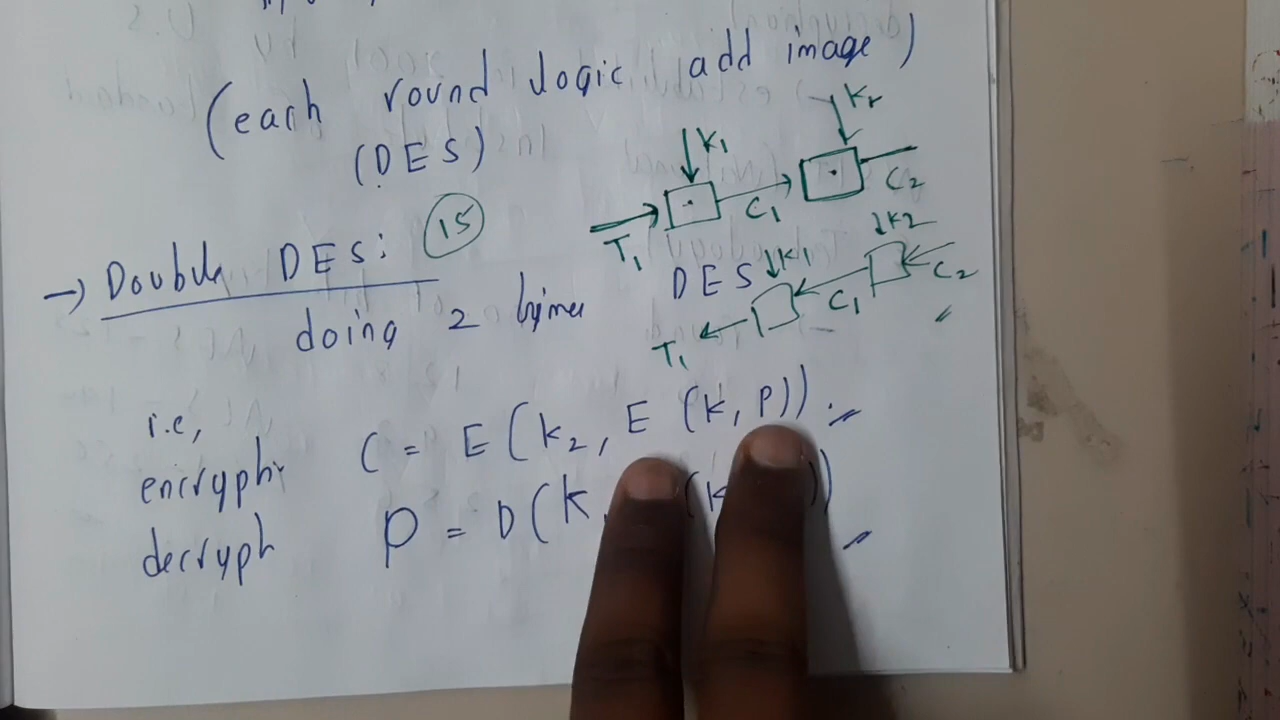 (each round logic add image)
(DES)
K1
Kr
T1
C1
C2
→ Double DES: 15
doing 2
DES
K1
K2
C1
C2
T1
i.e,
encrypt C = E(K2, E(K, P)).
decrypt P = D(K, (K ))